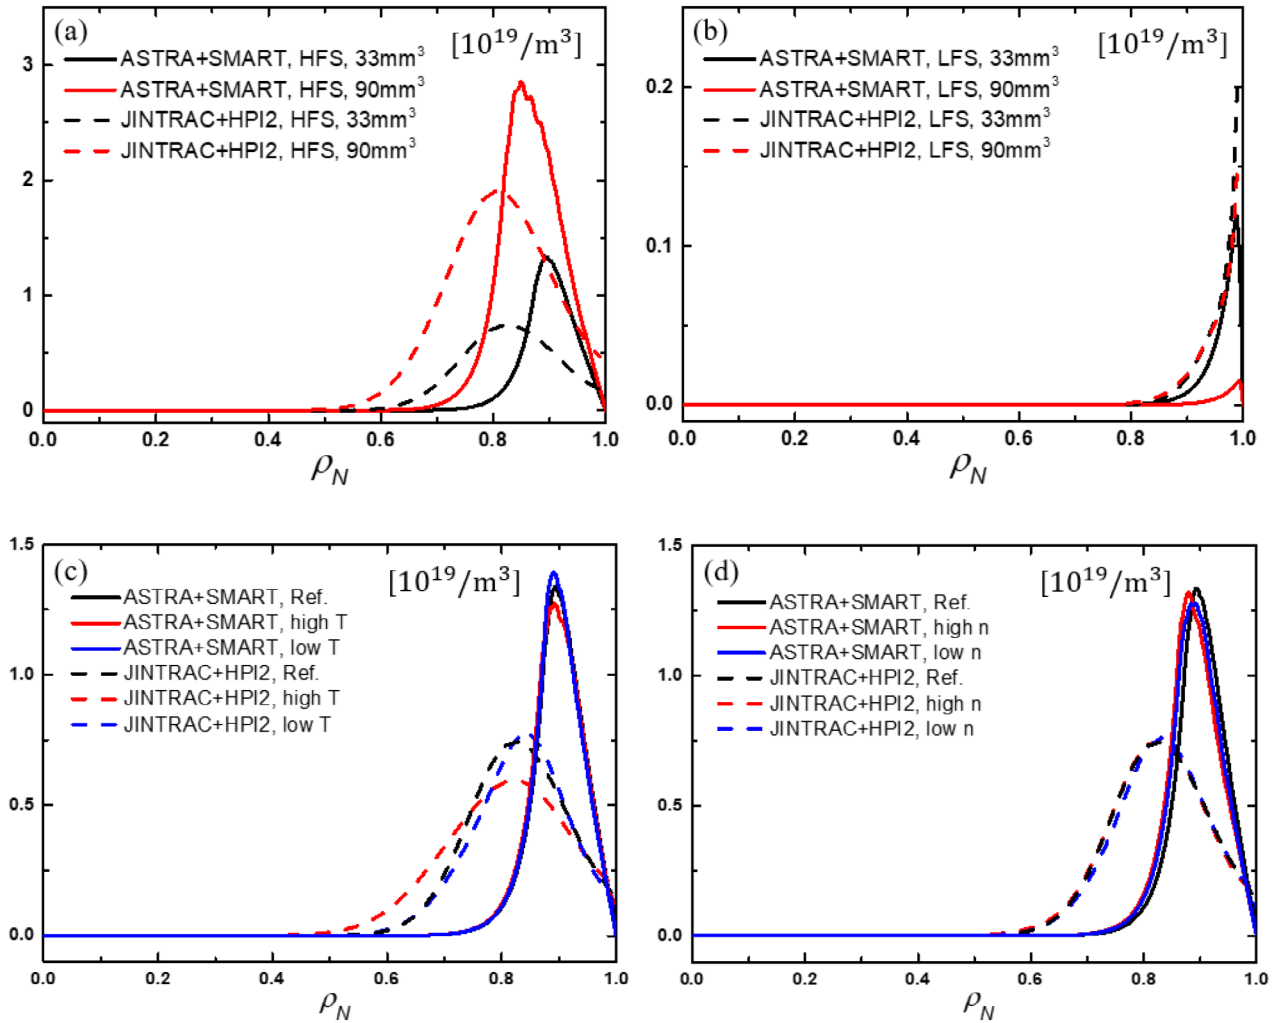 (a)
[10¹⁹/m³]
ASTRA+SMART, HFS, 33mm³
ASTRA+SMART, HFS, 90mm³
JINTRAC+HPI2, HFS, 33mm³
JINTRAC+HPI2, HFS, 90mm³
3
2
1
0
0.0 0.2 0.4 0.6 0.8 1.0
ρ_N
(b)
[10¹⁹/m³]
ASTRA+SMART, LFS, 33mm³
ASTRA+SMART, LFS, 90mm³
JINTRAC+HPI2, LFS, 33mm³
JINTRAC+HPI2, LFS, 90mm³
0.2
0.1
0.0
0.0 0.2 0.4 0.6 0.8 1.0
ρ_N
(c)
[10¹⁹/m³]
ASTRA+SMART, Ref.
ASTRA+SMART, high T
ASTRA+SMART, low T
JINTRAC+HPI2, Ref.
JINTRAC+HPI2, high T
JINTRAC+HPI2, low T
1.5
1.0
0.5
0.0
0.0 0.2 0.4 0.6 0.8 1.0
ρ_N
(d)
[10¹⁹/m³]
ASTRA+SMART, Ref.
ASTRA+SMART, high n
ASTRA+SMART, low n
JINTRAC+HPI2, Ref.
JINTRAC+HPI2, high n
JINTRAC+HPI2, low n
1.5
1.0
0.5
0.0
0.0 0.2 0.4 0.6 0.8 1.0
ρ_N